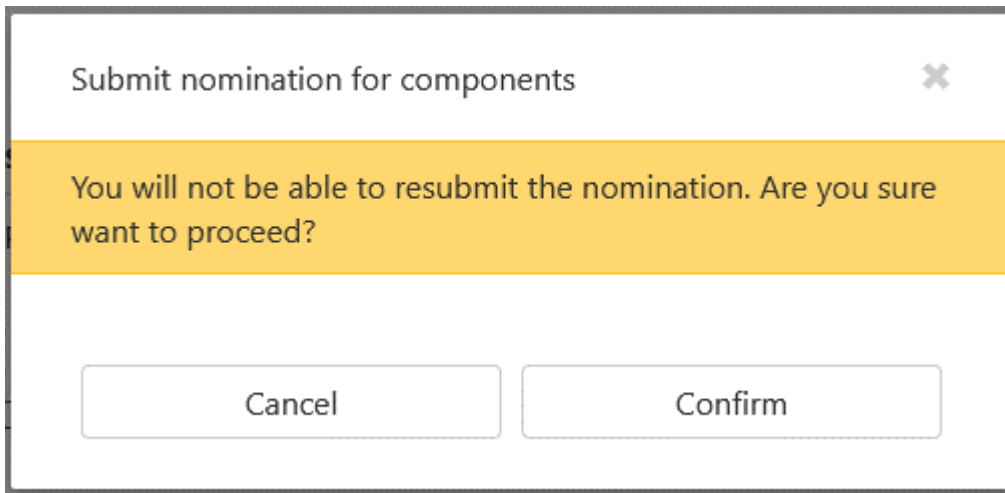 Submit nomination for components
You will not be able to resubmit the nomination. Are you sure
want to proceed?
Cancel
Confirm